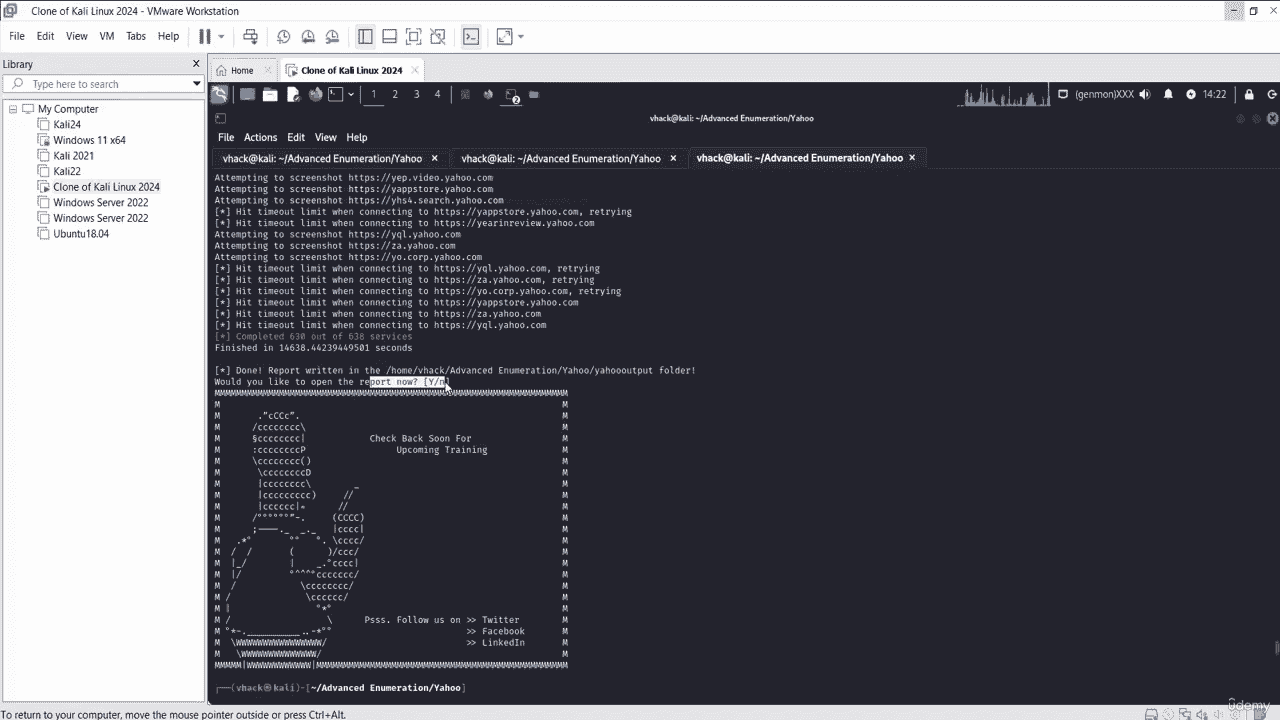 Clone of Kali Linux 2024 - VMware Workstation
File Edit View VM Tabs Help
Library
Type here to search
My Computer
Kali24
Windows 11 x64
Kali 2021
Kali22
Clone of Kali Linux 2024
Windows Server 2022
Windows Server 2022
Ubuntu18.04
Home
Clone of Kali Linux 2024
1 2 3 4
2
(genmon)XXX
14:22
vhack@kali: ~/Advanced Enumeration/Yahoo
File Actions Edit View Help
vhack@kali: ~/Advanced Enumeration/Yahoo
vhack@kali: ~/Advanced Enumeration/Yahoo
vhack@kali: ~/Advanced Enumeration/Yahoo
Attempting to screenshot https://yep.video.yahoo.com
Attempting to screenshot https://yappstore.yahoo.com
Attempting to screenshot https://yhs4.search.yahoo.com
[*] Hit timeout limit when connecting to https://yappstore.yahoo.com, retrying
[*] Hit timeout limit when connecting to https://yearinreview.yahoo.com
Attempting to screenshot https://yql.yahoo.com
Attempting to screenshot https://za.yahoo.com
Attempting to screenshot https://yo.corp.yahoo.com
[*] Hit timeout limit when connecting to https://yql.yahoo.com, retrying
[*] Hit timeout limit when connecting to https://za.yahoo.com, retrying
[*] Hit timeout limit when connecting to https://yo.corp.yahoo.com, retrying
[*] Hit timeout limit when connecting to https://yappstore.yahoo.com
[*] Hit timeout limit when connecting to https://za.yahoo.com
[*] Hit timeout limit when connecting to https://yql.yahoo.com
[*] Completed 630 out of 638 services
Finished in 14638.44239449501 seconds
[*] Done! Report written in the /home/vhack/Advanced Enumeration/Yahoo/yahoooutput folder!
Would you like to open the report now? [Y/n]
Check Back Soon For
Upcoming Training
Psss. Follow us on >> Twitter
>> Facebook
>> LinkedIn
(vhack㉿kali)-[~/Advanced Enumeration/Yahoo]
To return to your computer, move the mouse pointer outside or press Ctrl+Alt.
Udemy